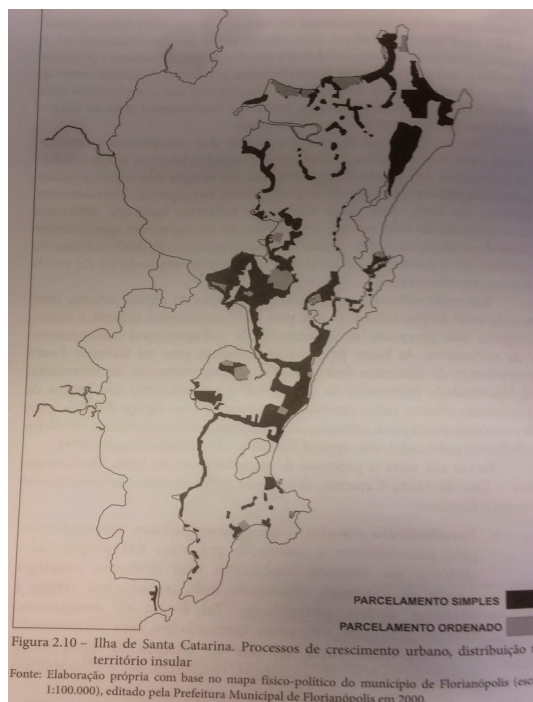 PARCELAMENTO SIMPLES
PARCELAMENTO ORDENADO
Figura 2.10 – Ilha de Santa Catarina. Processos de crescimento urbano, distribuição
território insular
Fonte: Elaboração própria com base no mapa físico-político do município de Florianópolis (esc
1:100.000), editado pela Prefeitura Municipal de Florianópolis em 2000.